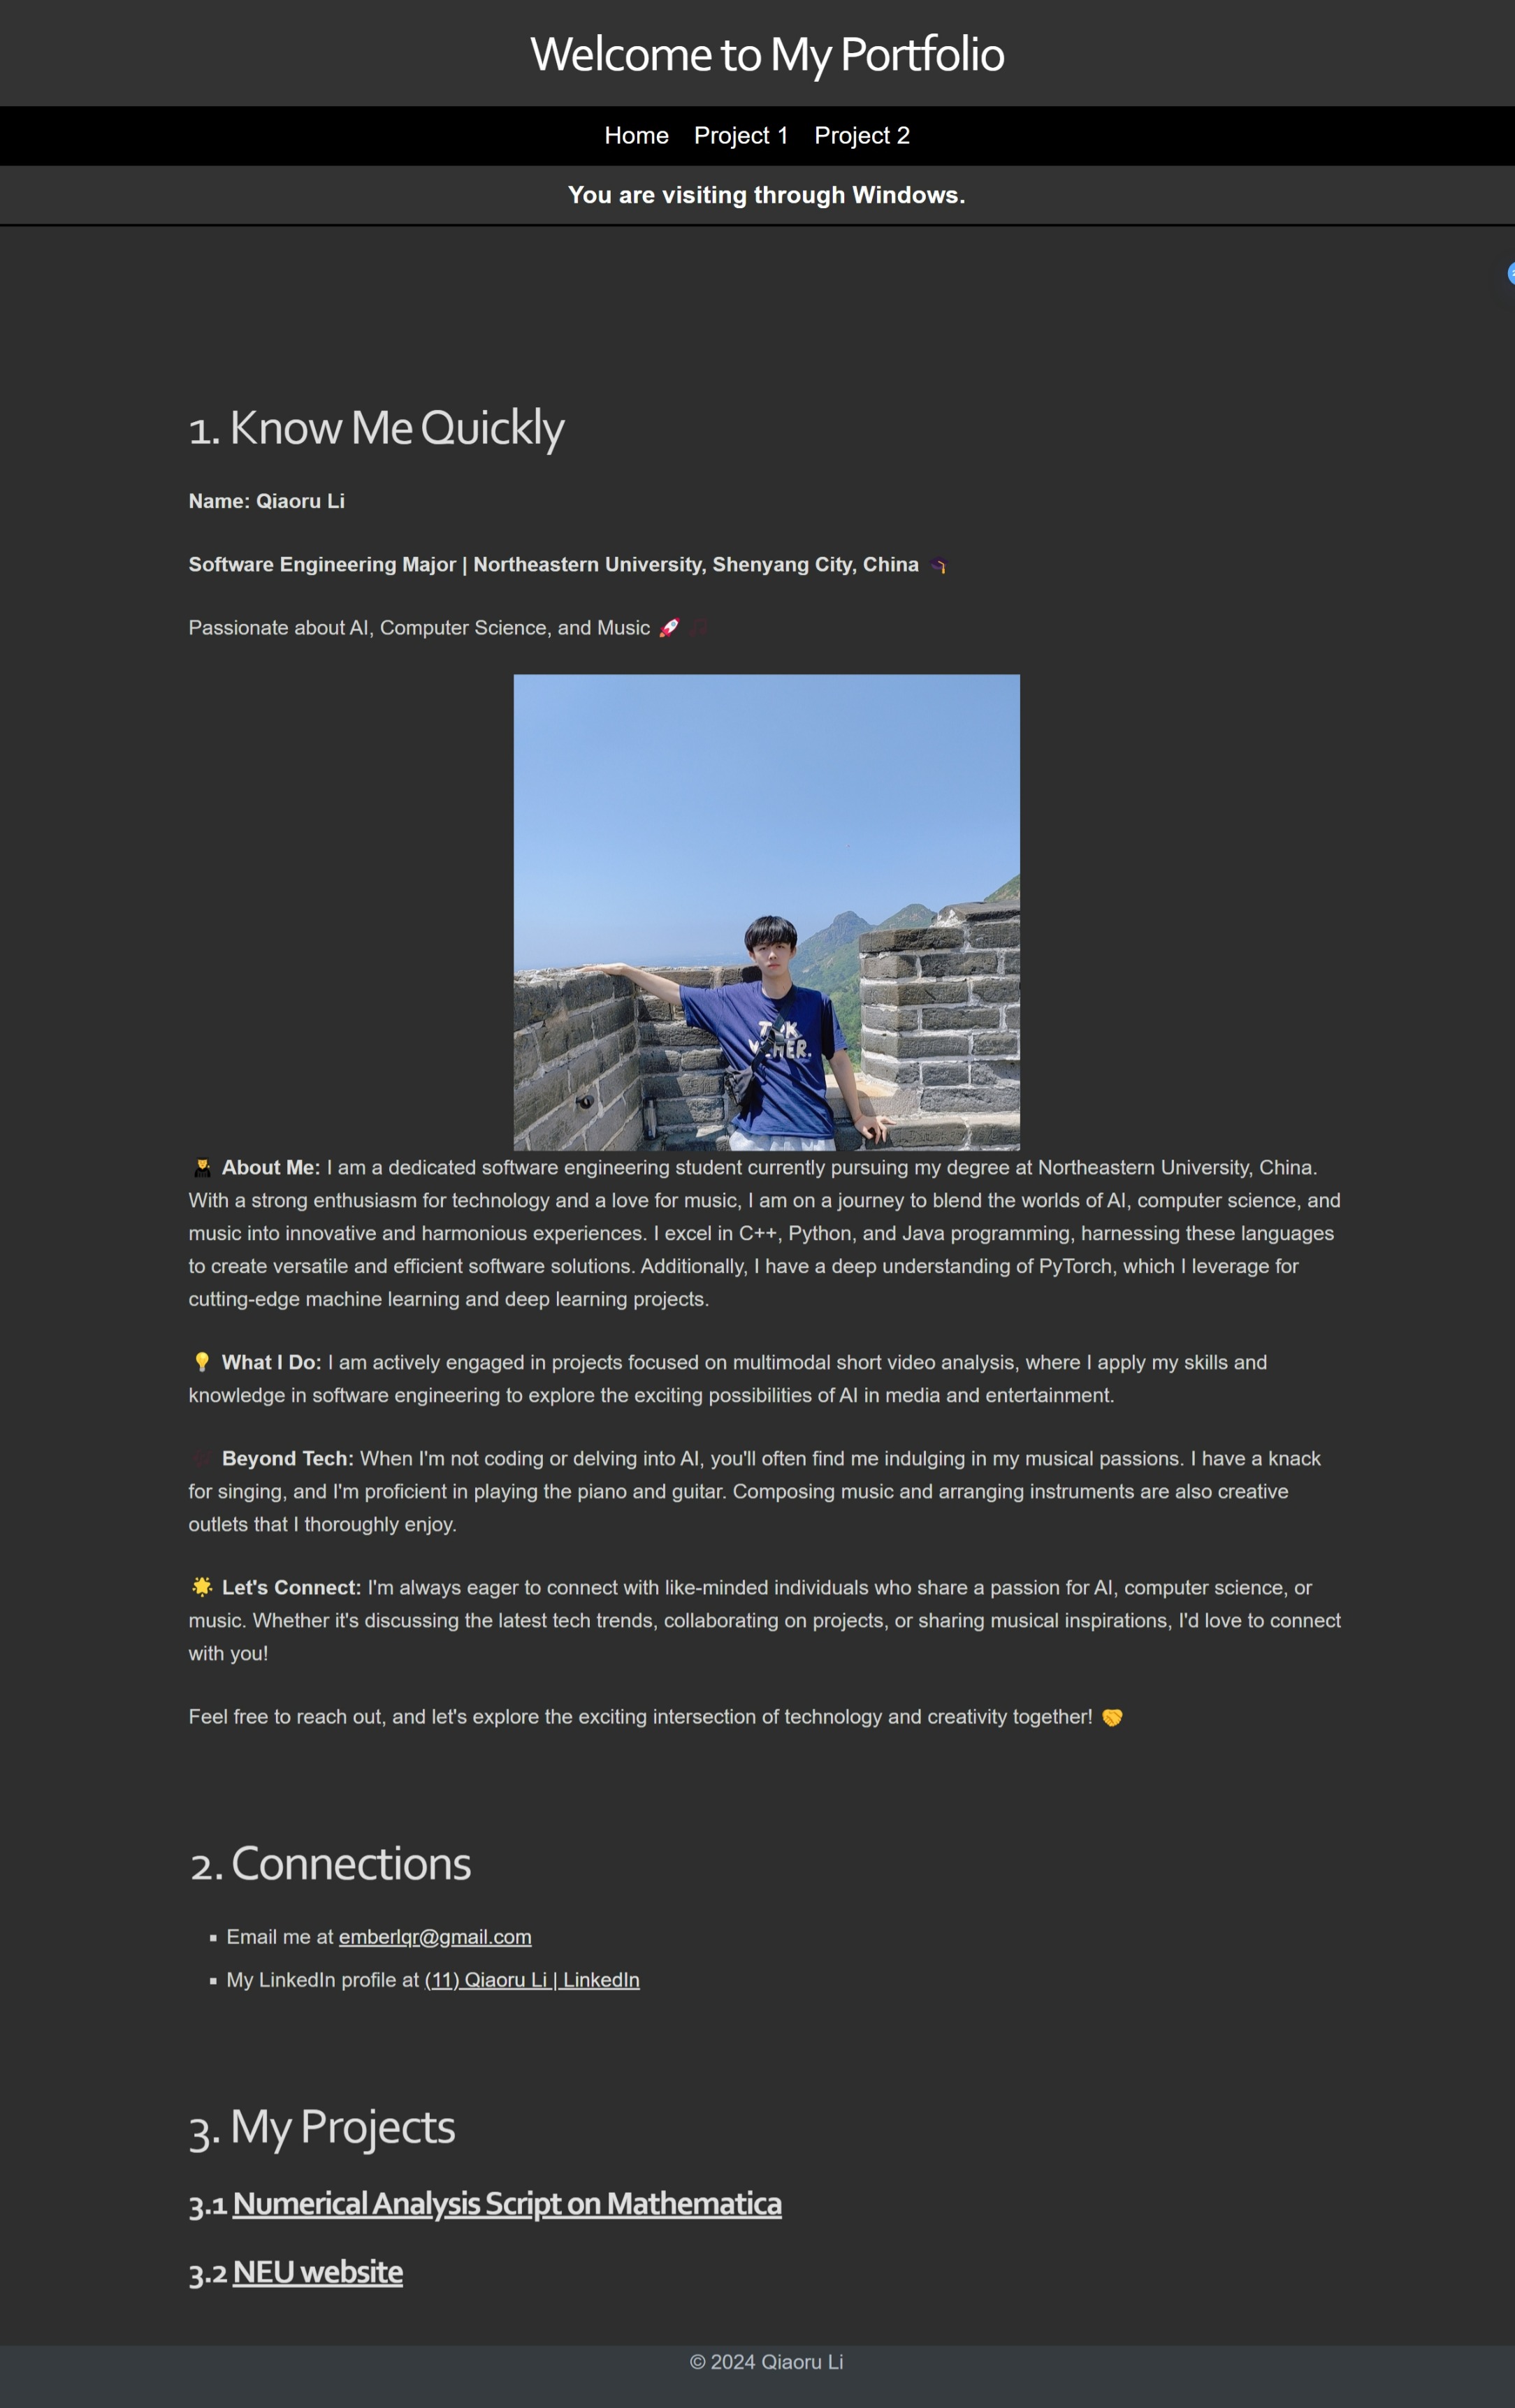 Welcome to My Portfolio
Home Project 1 Project 2
You are visiting through Windows.
1. Know Me Quickly
Name: Qiaoru Li
Software Engineering Major | Northeastern University, Shenyang City, China 🎓
Passionate about AI, Computer Science, and Music 🚀 🎵
👨‍💻 About Me: I am a dedicated software engineering student currently pursuing my degree at Northeastern University, China.
With a strong enthusiasm for technology and a love for music, I am on a journey to blend the worlds of AI, computer science, and
music into innovative and harmonious experiences. I excel in C++, Python, and Java programming, harnessing these languages
to create versatile and efficient software solutions. Additionally, I have a deep understanding of PyTorch, which I leverage for
cutting-edge machine learning and deep learning projects.
💡 What I Do: I am actively engaged in projects focused on multimodal short video analysis, where I apply my skills and
knowledge in software engineering to explore the exciting possibilities of AI in media and entertainment.
🎶 Beyond Tech: When I'm not coding or delving into AI, you'll often find me indulging in my musical passions. I have a knack
for singing, and I'm proficient in playing the piano and guitar. Composing music and arranging instruments are also creative
outlets that I thoroughly enjoy.
🌟 Let's Connect: I'm always eager to connect with like-minded individuals who share a passion for AI, computer science, or
music. Whether it's discussing the latest tech trends, collaborating on projects, or sharing musical inspirations, I'd love to connect
with you!
Feel free to reach out, and let's explore the exciting intersection of technology and creativity together! 🤝
2. Connections
▪ Email me at emberlqr@gmail.com
▪ My LinkedIn profile at (11) Qiaoru Li | LinkedIn
3. My Projects
3.1 Numerical Analysis Script on Mathematica
3.2 NEU website
© 2024 Qiaoru Li